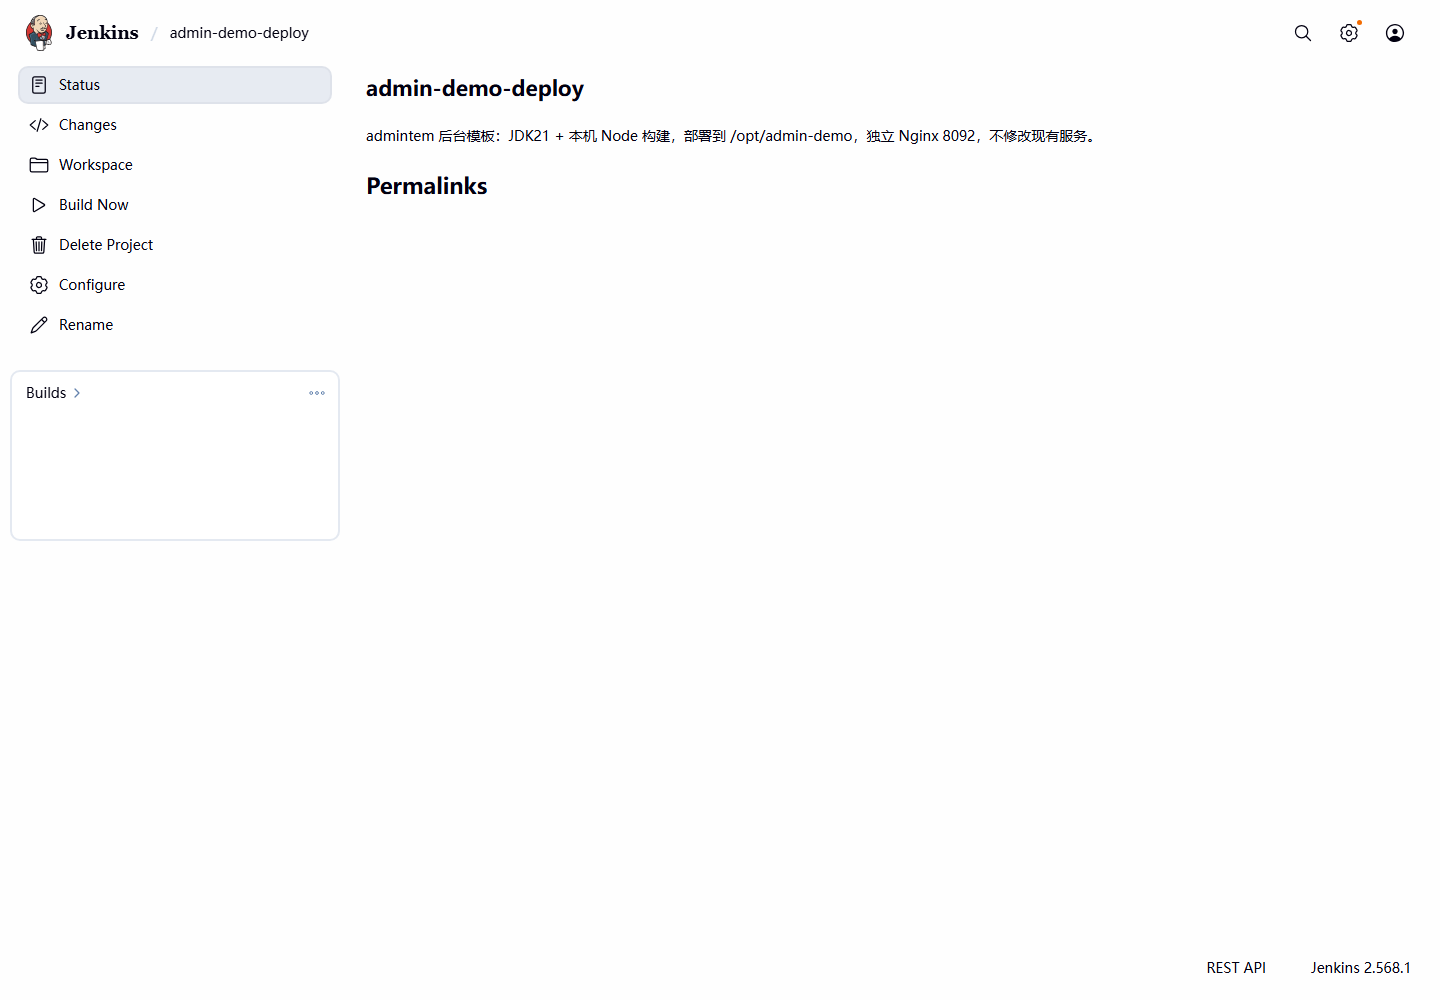 Jenkins / admin-demo-deploy
Status
Changes
Workspace
Build Now
Delete Project
Configure
Rename
Builds
admin-demo-deploy
admintem 后台模板：JDK21 + 本机 Node 构建，部署到 /opt/admin-demo，独立 Nginx 8092，不修改现有服务。
Permalinks
REST API
Jenkins 2.568.1